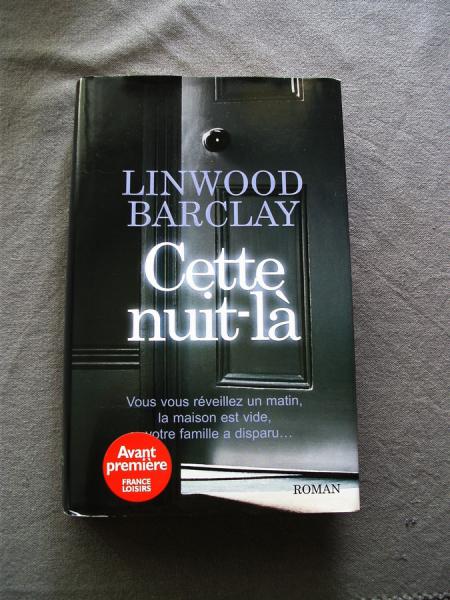 LINWOOD
BARCLAY
Cette
nuit-là
Vous vous réveillez un matin,
la maison est vide,
votre famille a disparu...
Avant
première
FRANCE
LOISIRS
ROMAN